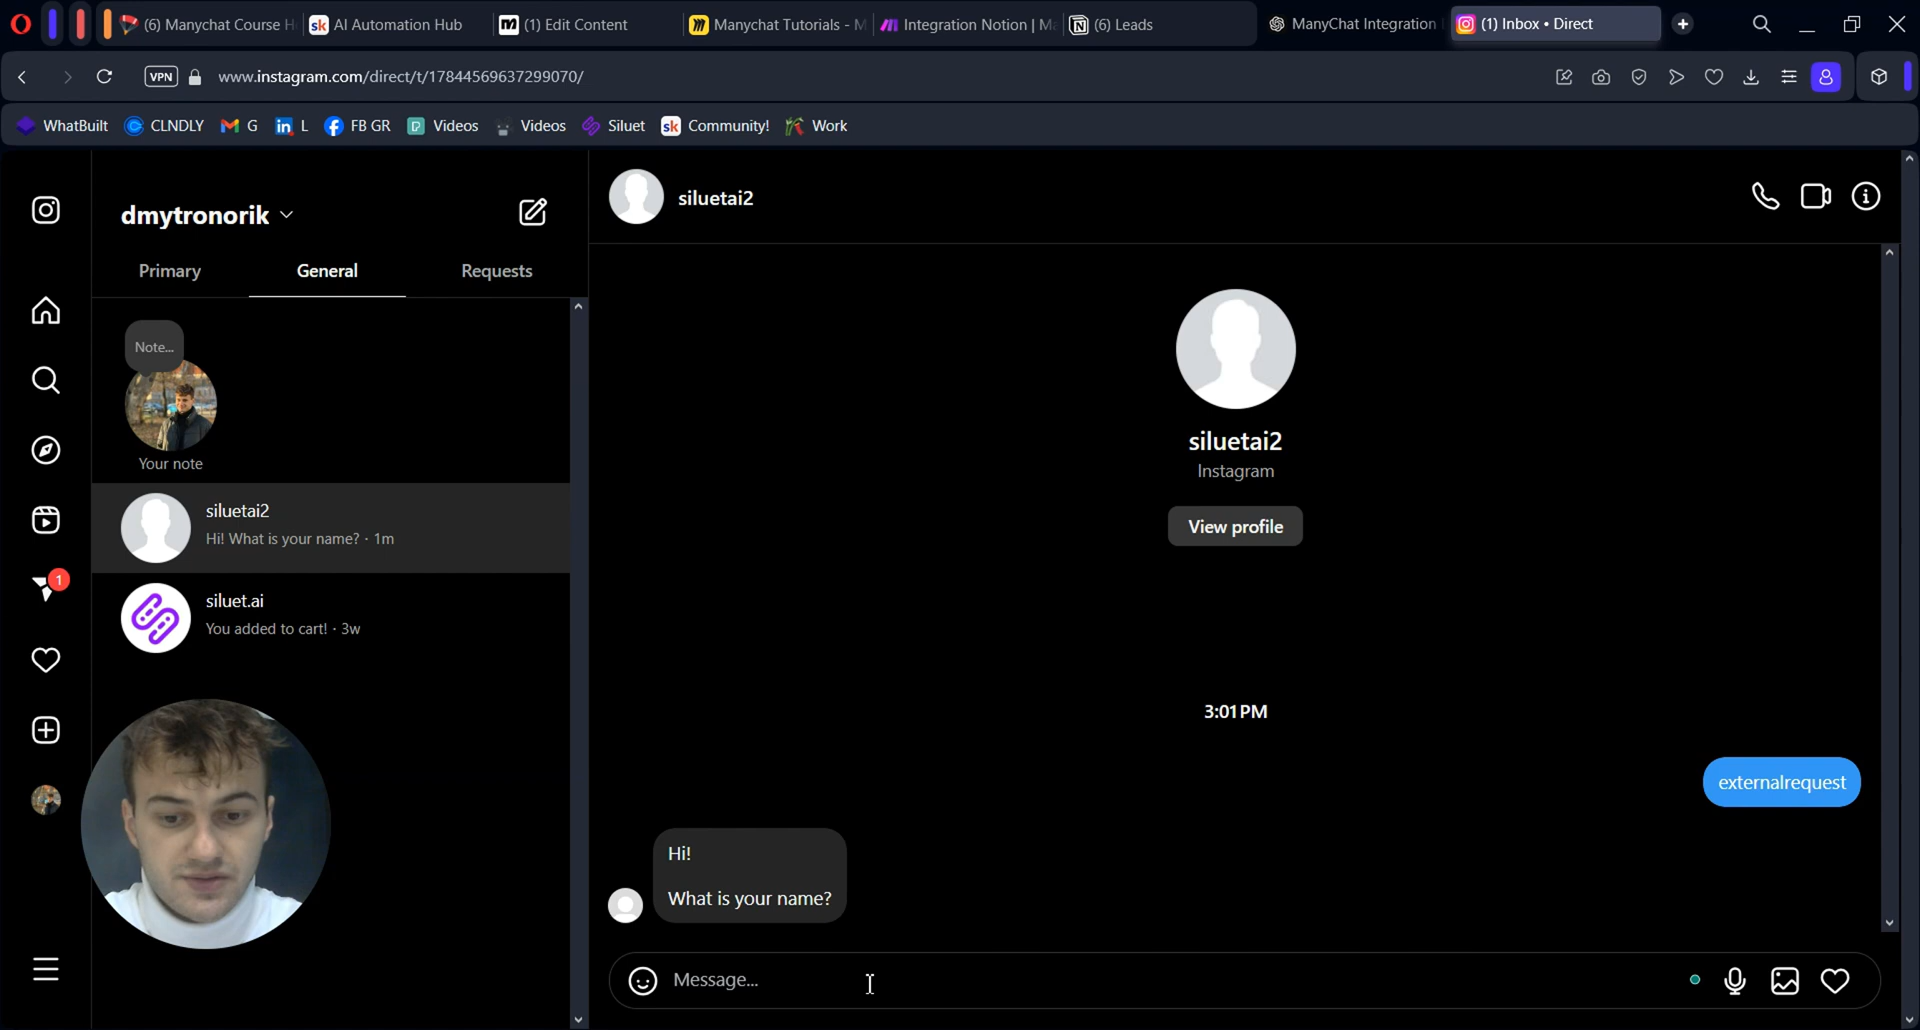 (6) Manychat Course H
sk AI Automation Hub
(1) Edit Content
Manychat Tutorials - M
Integration Notion | Ma
(6) Leads
ManyChat Integration
(1) Inbox • Direct
VPN
www.instagram.com/direct/t/17844569637299070/
WhatBuilt
CLNDLY
G
L
FB GR
Videos
Videos
Siluet
sk Community!
Work
dmytronorik
Primary
General
Requests
Note...
Your note
siluetai2
Hi! What is your name? · 1m
siluet.ai
You added to cart! · 3w
1
siluetai2
siluetai2
Instagram
View profile
3:01 PM
externalrequest
Hi!
What is your name?
Message...